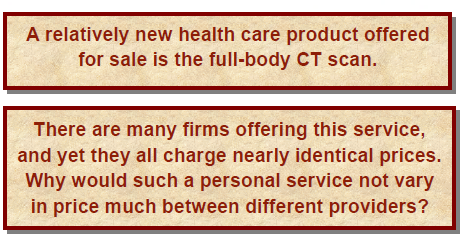 A relatively new health care product offered
for sale is the full-body CT scan.
There are many firms offering this service,
and yet they all charge nearly identical prices.
Why would such a personal service not vary
in price much between different providers?